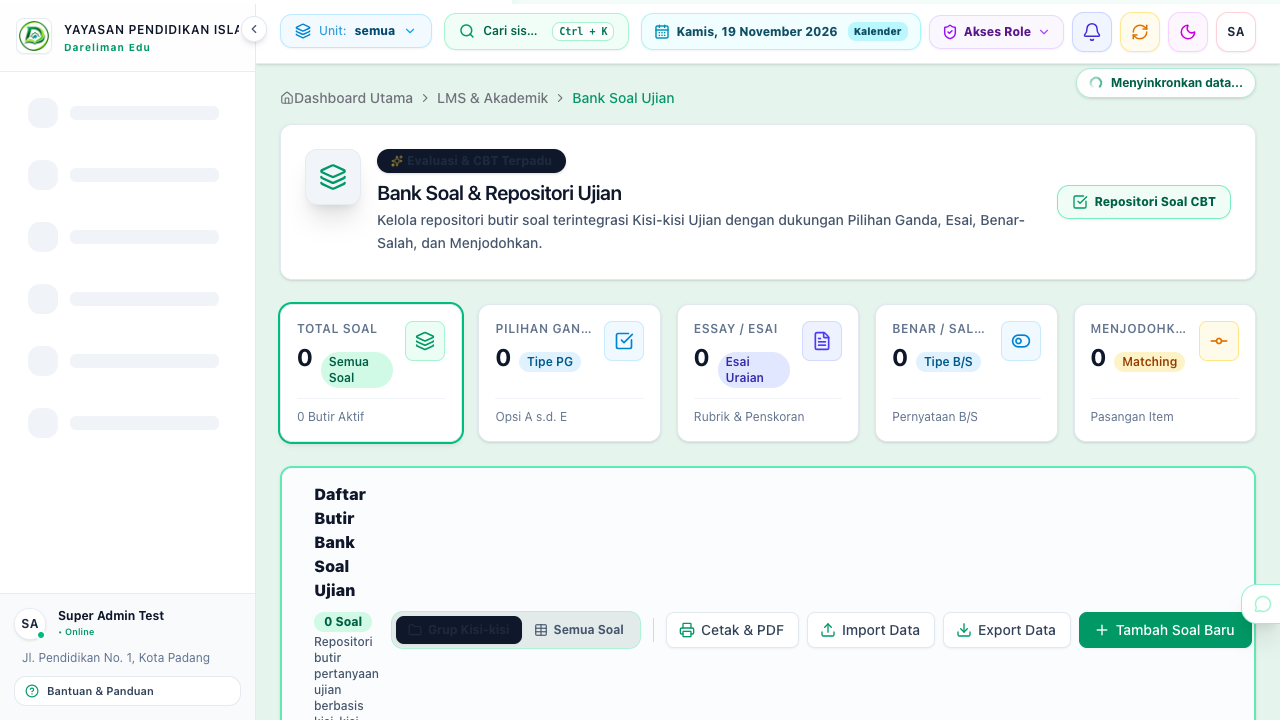 YAYASAN PENDIDIKAN ISLA
Dareliman Edu
Unit: semua
Cari sis...
Ctrl + K
Kamis, 19 November 2026
Kalender
Akses Role
SA
Menyinkronkan data...
Dashboard Utama
LMS & Akademik
Bank Soal Ujian
Evaluasi & CBT Terpadu
Bank Soal & Repositori Ujian
Kelola repositori butir soal terintegrasi Kisi-kisi Ujian dengan dukungan Pilihan Ganda, Esai, Benar-
Salah, dan Menjodohkan.
Repositori Soal CBT
TOTAL SOAL
0
Semua
Soal
0 Butir Aktif
PILIHAN GAN...
0
Tipe PG
Opsi A s.d. E
ESSAY / ESAI
0
Esai
Uraian
Rubrik & Penskoran
BENAR / SAL...
0
Tipe B/S
Pernyataan B/S
MENJODOHK...
0
Matching
Pasangan Item
Daftar
Butir
Bank
Soal
Ujian
0 Soal
Repositori
butir
pertanyaan
ujian
berbasis
kisi-kisi
Grup Kisi-kisi
Semua Soal
Cetak & PDF
Import Data
Export Data
Tambah Soal Baru
SA
Super Admin Test
• Online
Jl. Pendidikan No. 1, Kota Padang
Bantuan & Panduan